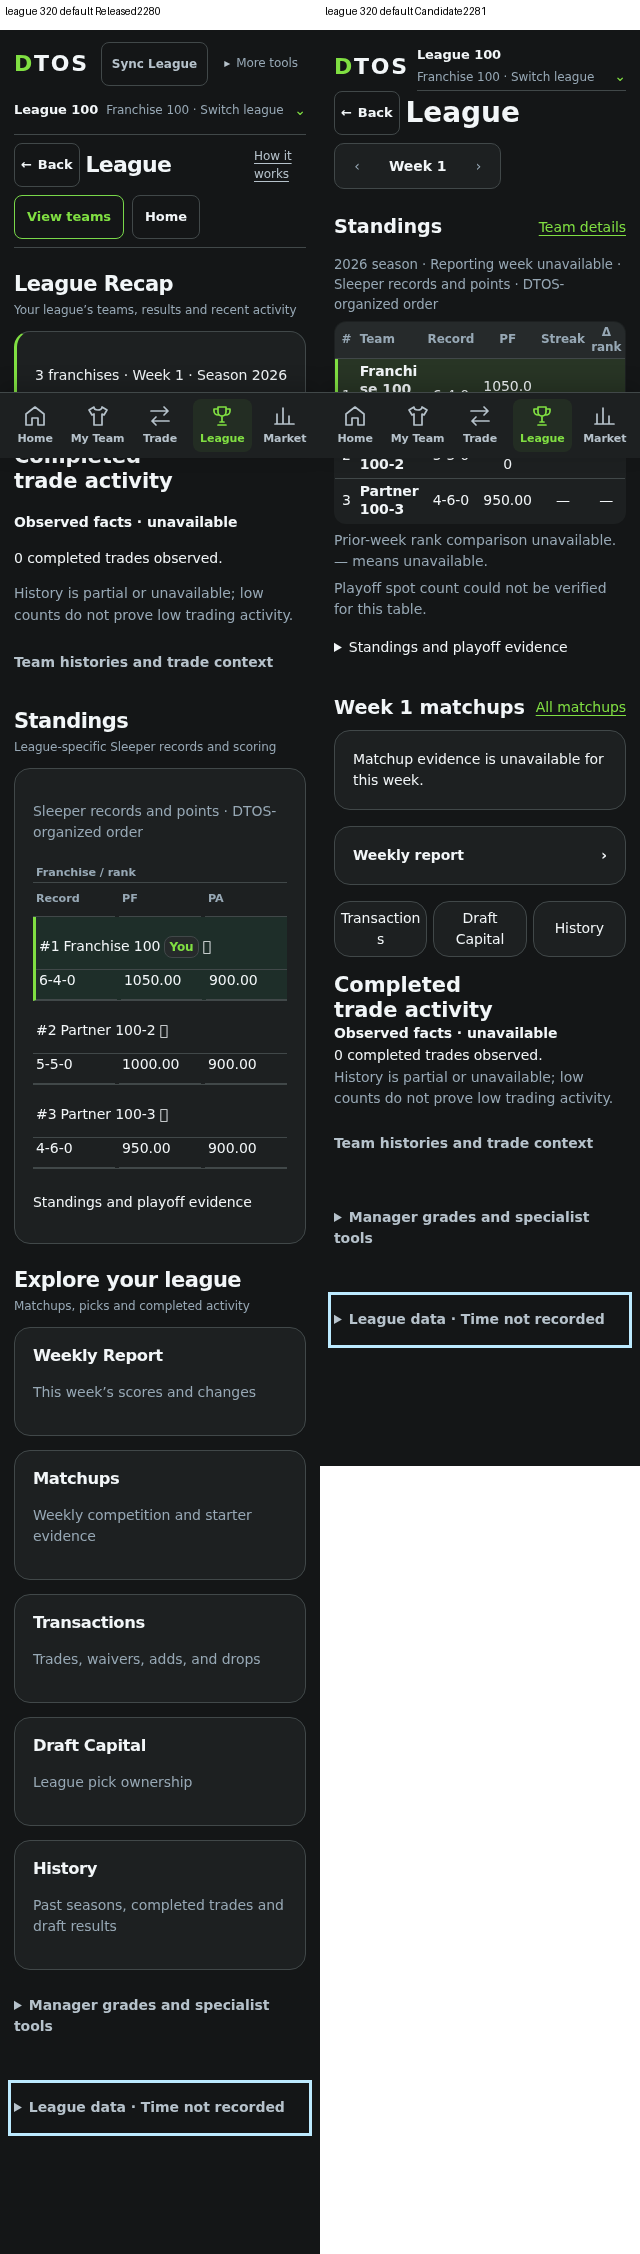 league 320 default Released2280
DTOS
Sync League
▸ More tools
League 100 Franchise 100 · Switch league ⌄
← Back
League
How it
works
View teams
Home
League Recap
Your league’s teams, results and recent activity
3 franchises · Week 1 · Season 2026
Home
My Team
Trade
League
Market
Completed
trade activity
Observed facts · unavailable
0 completed trades observed.
History is partial or unavailable; low
counts do not prove low trading activity.
Team histories and trade context
Standings
League-specific Sleeper records and scoring
Sleeper records and points · DTOS-
organized order
Franchise / rank
Record PF PA
#1 Franchise 100 You
6-4-0 1050.00 900.00
#2 Partner 100-2
5-5-0 1000.00 900.00
#3 Partner 100-3
4-6-0 950.00 900.00
Standings and playoff evidence
Explore your league
Matchups, picks and completed activity
Weekly Report
This week’s scores and changes
Matchups
Weekly competition and starter
evidence
Transactions
Trades, waivers, adds, and drops
Draft Capital
League pick ownership
History
Past seasons, completed trades and
draft results
▶ Manager grades and specialist
tools
▶ League data · Time not recorded
league 320 default Candidate2281
DTOS
League 100
Franchise 100 · Switch league ⌄
← Back
League
‹ Week 1 ›
Standings
Team details
2026 season · Reporting week unavailable ·
Sleeper records and points · DTOS-
organized order
# Team Record PF Streak Δ
rank
Franchi
se 100
1050.0
Home
My Team
Trade
League
Market
100-2
0
3 Partner
100-3
4-6-0 950.00 — —
Prior-week rank comparison unavailable.
— means unavailable.
Playoff spot count could not be verified
for this table.
▶ Standings and playoff evidence
Week 1 matchups
All matchups
Matchup evidence is unavailable for
this week.
Weekly report ›
Transaction
s
Draft
Capital
History
Completed
trade activity
Observed facts · unavailable
0 completed trades observed.
History is partial or unavailable; low
counts do not prove low trading activity.
Team histories and trade context
▶ Manager grades and specialist
tools
▶ League data · Time not recorded